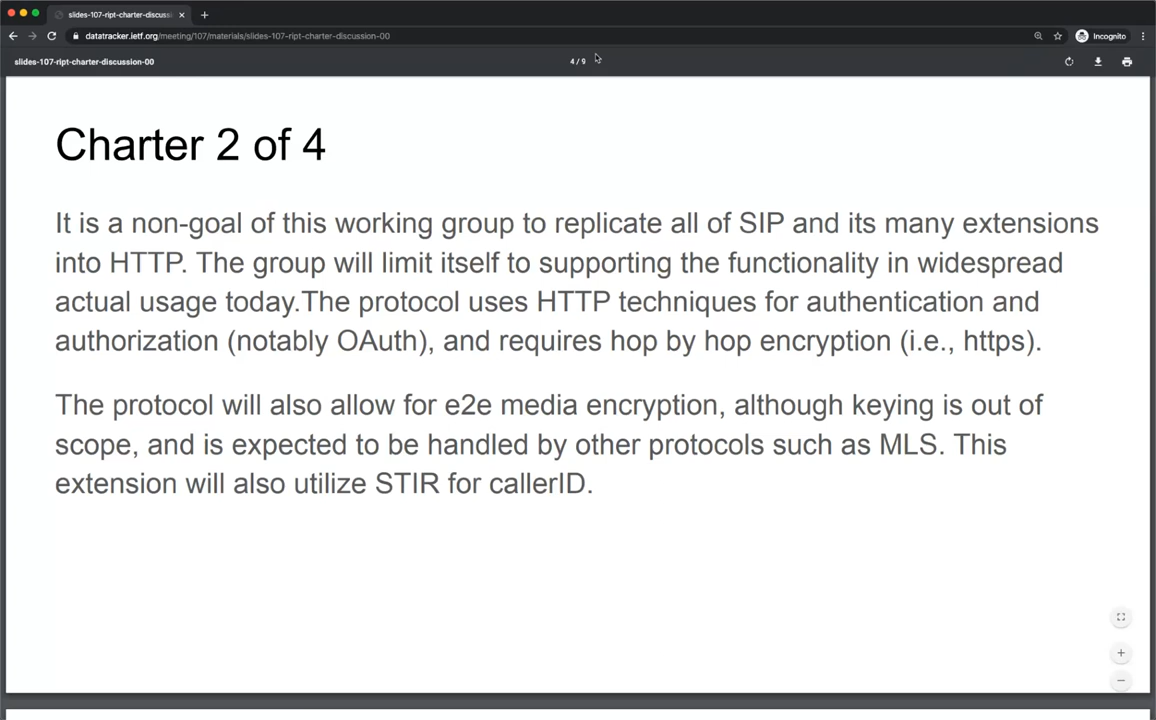 slides-107-ript-charter-discuss
datatracker.ietf.org/meeting/107/materials/slides-107-ript-charter-discussion-00
Incognito
slides-107-ript-charter-discussion-00
4 / 9
Charter 2 of 4
It is a non-goal of this working group to replicate all of SIP and its many extensions
into HTTP. The group will limit itself to supporting the functionality in widespread
actual usage today.The protocol uses HTTP techniques for authentication and
authorization (notably OAuth), and requires hop by hop encryption (i.e., https).
The protocol will also allow for e2e media encryption, although keying is out of
scope, and is expected to be handled by other protocols such as MLS. This
extension will also utilize STIR for callerID.